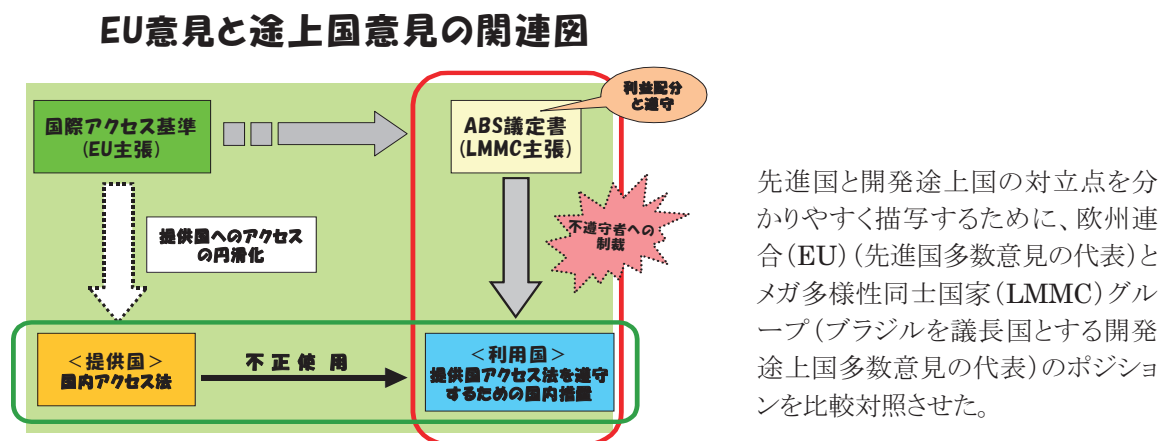 EU意見と途上国意見の関連図
利益配分
と遵守
国際アクセス基準
(EU主張)
ABS議定書
(LMMC主張)
不遵守者への
制裁
提供国へのアクセス
の円滑化
＜提供国＞
国内アクセス法
不正使用
＜利用国＞
提供国アクセス法を遵守
するための国内措置
先進国と開発途上国の対立点を分
かりやすく描写するために、欧州連
合（EU）（先進国多数意見の代表）と
メガ多様性同士国家（LMMC）グル
ープ（ブラジルを議長国とする開発
途上国多数意見の代表）のポジショ
ンを比較対照させた。